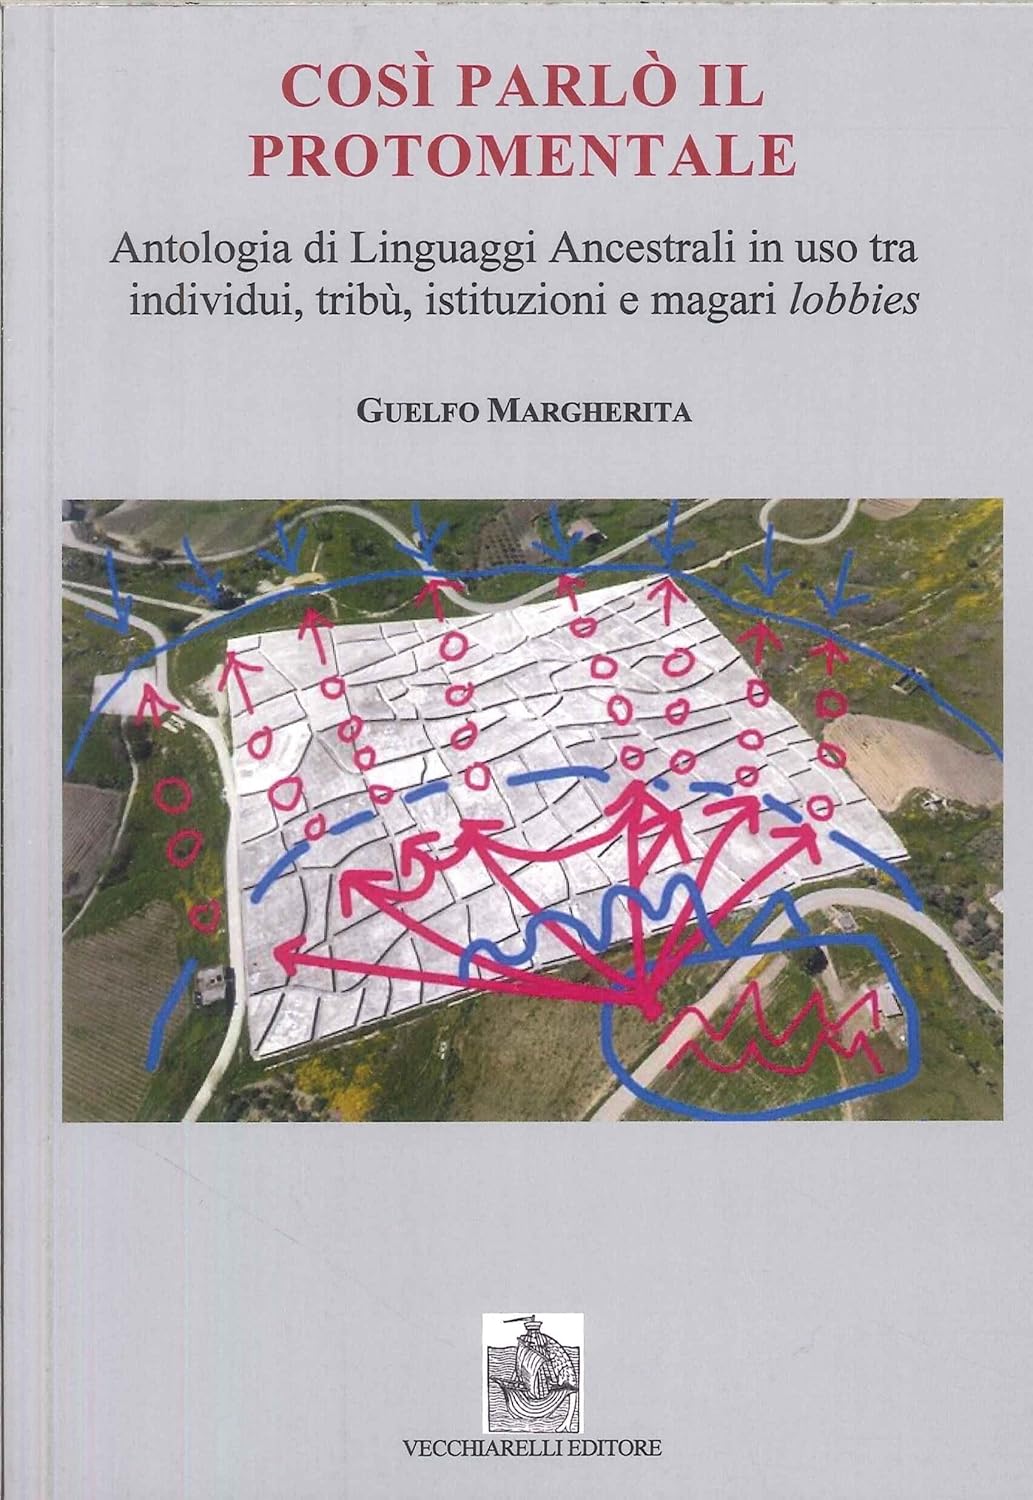 COSÌ PARLÒ IL
PROTOMENTALE
Antologia di Linguaggi Ancestrali in uso tra
individui, tribù, istituzioni e magari lobbies
GUELFO MARGHERITA
VECCHIARELLI EDITORE